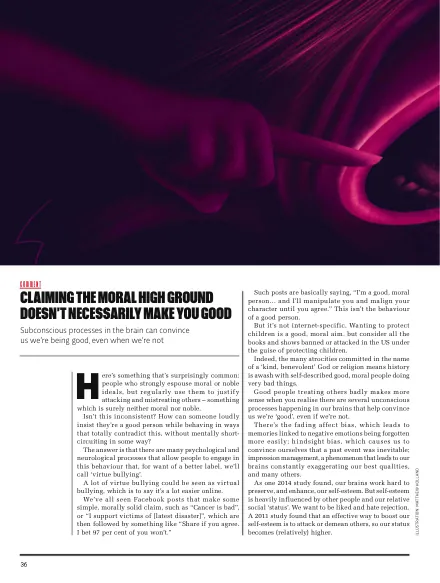 COMMENT
CLAIMING THE MORAL HIGH GROUND
DOESN'T NECESSARILY MAKE YOU GOOD
Subconscious processes in the brain can convince
us we're being good, even when we're not
Here's something that's surprisingly common:
people who strongly espouse moral or noble
ideals, but regularly use them to justify
attacking and mistreating others – something
which is surely neither moral nor noble.
Isn't this inconsistent? How can someone loudly
insist they're a good person while behaving in ways
that totally contradict this, without mentally short-
circuiting in some way?
The answer is that there are many psychological and
neurological processes that allow people to engage in
this behaviour that, for want of a better label, we'll
call 'virtue bullying'.
A lot of virtue bullying could be seen as virtual
bullying, which is to say it's a lot easier online.
We've all seen Facebook posts that make some
simple, morally solid claim, such as "Cancer is bad",
or "I support victims of [latest disaster]", which are
then followed by something like "Share if you agree.
I bet 97 per cent of you won't."
Such posts are basically saying, "I'm a good, moral
person... and I'll manipulate you and malign your
character until you agree." This isn't the behaviour
of a good person.
But it's not internet-specific. Wanting to protect
children is a good, moral aim, but consider all the
books and shows banned or attacked in the US under
the guise of protecting children.
Indeed, the many atrocities committed in the name
of a 'kind, benevolent' God or religion means history
is awash with self-described good, moral people doing
very bad things.
Good people treating others badly makes more
sense when you realise there are several unconscious
processes happening in our brains that help convince
us we're 'good', even if we're not.
There's the fading affect bias, which leads to
memories linked to negative emotions being forgotten
more easily; hindsight bias, which causes us to
convince ourselves that a past event was inevitable;
impression management, a phenomenon that leads to our
brains constantly exaggerating our best qualities,
and many others.
As one 2014 study found, our brains work hard to
preserve, and enhance, our self-esteem. But self-esteem
is heavily influenced by other people and our relative
social 'status'. We want to be liked and hate rejection.
A 2011 study found that an effective way to boost our
self-esteem is to attack or demean others, so our status
becomes (relatively) higher.
36